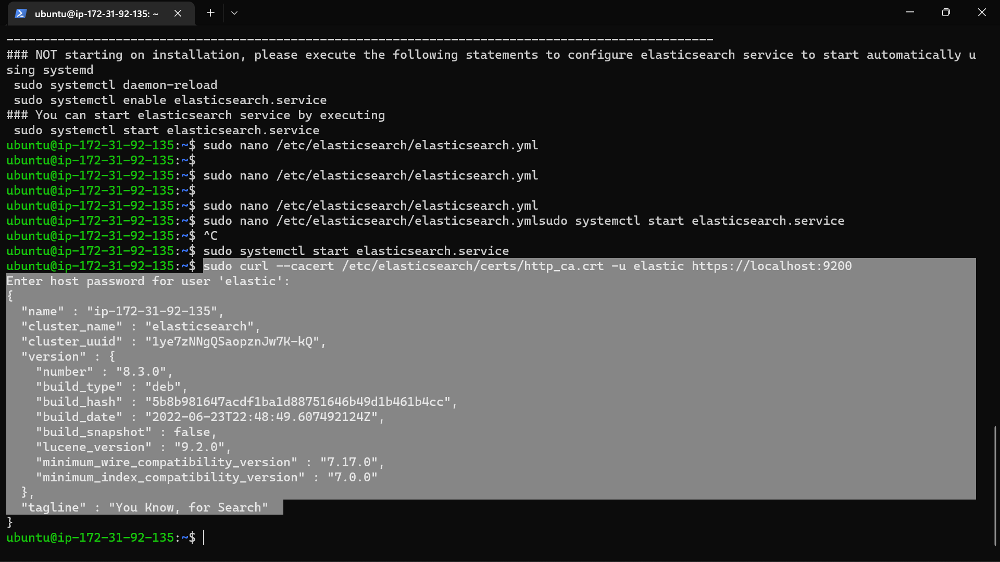 ubuntu@ip-172-31-92-135: ~
-------------------------------------------------------------------------------------------------
### NOT starting on installation, please execute the following statements to configure elasticsearch service to start automatically u
sing systemd
 sudo systemctl daemon-reload
 sudo systemctl enable elasticsearch.service
### You can start elasticsearch service by executing
 sudo systemctl start elasticsearch.service
ubuntu@ip-172-31-92-135:~$ sudo nano /etc/elasticsearch/elasticsearch.yml
ubuntu@ip-172-31-92-135:~$
ubuntu@ip-172-31-92-135:~$ sudo nano /etc/elasticsearch/elasticsearch.yml
ubuntu@ip-172-31-92-135:~$
ubuntu@ip-172-31-92-135:~$ sudo nano /etc/elasticsearch/elasticsearch.yml
ubuntu@ip-172-31-92-135:~$ sudo nano /etc/elasticsearch/elasticsearch.ymlsudo systemctl start elasticsearch.service
ubuntu@ip-172-31-92-135:~$ ^C
ubuntu@ip-172-31-92-135:~$ sudo systemctl start elasticsearch.service
ubuntu@ip-172-31-92-135:~$ sudo curl --cacert /etc/elasticsearch/certs/http_ca.crt -u elastic https://localhost:9200
Enter host password for user 'elastic':
{
  "name" : "ip-172-31-92-135",
  "cluster_name" : "elasticsearch",
  "cluster_uuid" : "1ye7zNNgQSaopznJw7K-kQ",
  "version" : {
    "number" : "8.3.0",
    "build_type" : "deb",
    "build_hash" : "5b8b981647acdf1ba1d88751646b49d1b461b4cc",
    "build_date" : "2022-06-23T22:48:49.607492124Z",
    "build_snapshot" : false,
    "lucene_version" : "9.2.0",
    "minimum_wire_compatibility_version" : "7.17.0",
    "minimum_index_compatibility_version" : "7.0.0"
  },
  "tagline" : "You Know, for Search"
}
ubuntu@ip-172-31-92-135:~$